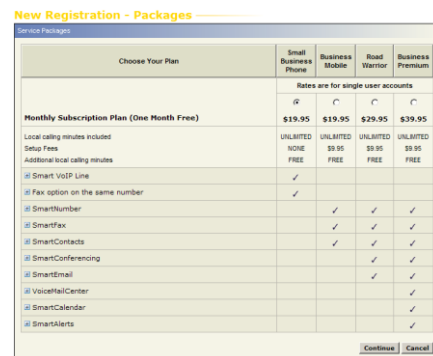 New Registration - Packages
Service Packages
Choose Your Plan
Small Business Phone
Business Mobile
Road Warrior
Business Premium
Rates are for single user accounts
Monthly Subscription Plan (One Month Free) $19.95 $19.95 $29.95 $39.95
Local calling minutes included UNLIMITED UNLIMITED UNLIMITED UNLIMITED
Setup Fees NONE $9.95 $9.95 $9.95
Additional local calling minutes FREE FREE FREE FREE
Smart VoIP Line ✓
Fax option on the same number ✓
SmartNumber ✓ ✓ ✓
SmartFax ✓ ✓ ✓
SmartContacts ✓ ✓ ✓
SmartConferencing ✓ ✓
SmartEmail ✓ ✓
VoiceMailCenter ✓
SmartCalendar ✓
SmartAlerts ✓
Continue Cancel